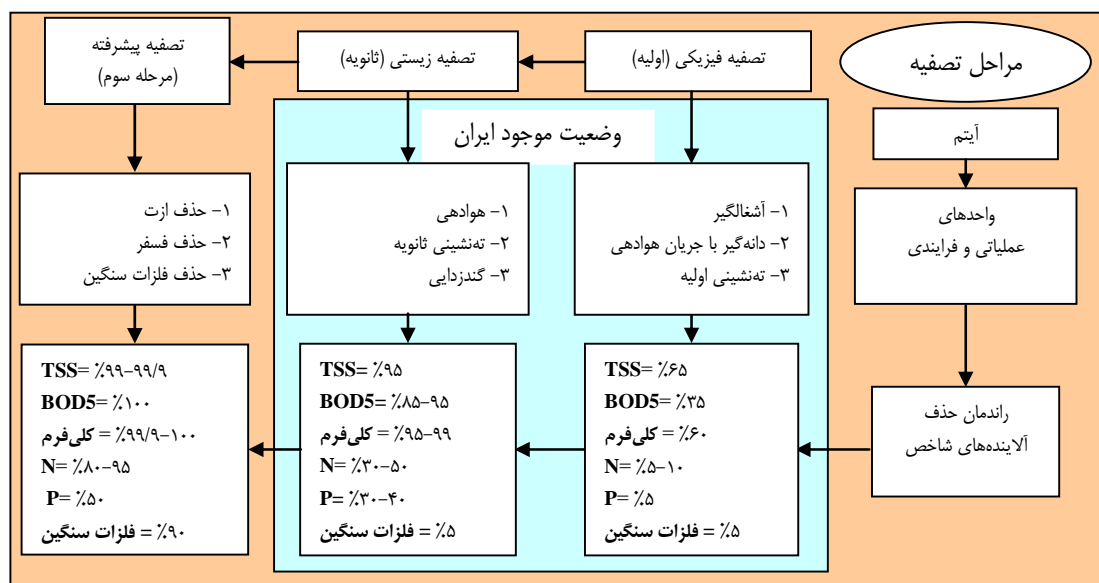 مراحل تصفیه
تصفیه فیزیکی (اولیه)
تصفیه زیستی (ثانویه)
تصفیه پیشرفته
(مرحله سوم)
وضعیت موجود ایران
آیتم
واحدهای
عملیاتی و فرایندی
۱- آشغالگیر
۲- دانه‌گیر با جریان هوادهی
۳- ته‌نشینی اولیه
۱- هوادهی
۲- ته‌نشینی ثانویه
۳- گندزدایی
۱- حذف ازت
۲- حذف فسفر
۳- حذف فلزات سنگین
راندمان حذف
آلاینده‌های شاخص
TSS= ٪۶۵
BOD5= ٪۳۵
کلی‌فرم = ٪۶۰
N= ٪۵-۱۰
P= ٪۵
فلزات سنگین = ٪۵
TSS= ٪۹۵
BOD5= ٪۸۵-۹۵
کلی‌فرم = ٪۹۵-۹۹
N= ٪۳۰-۵۰
P= ٪۳۰-۴۰
فلزات سنگین = ٪۵
TSS= ٪۹۹-۹۹/۹
BOD5= ٪۱۰۰
کلی‌فرم = ٪۹۹/۹-۱۰۰
N= ٪۸۰-۹۵
P= ٪۵۰
فلزات سنگین = ٪۹۰